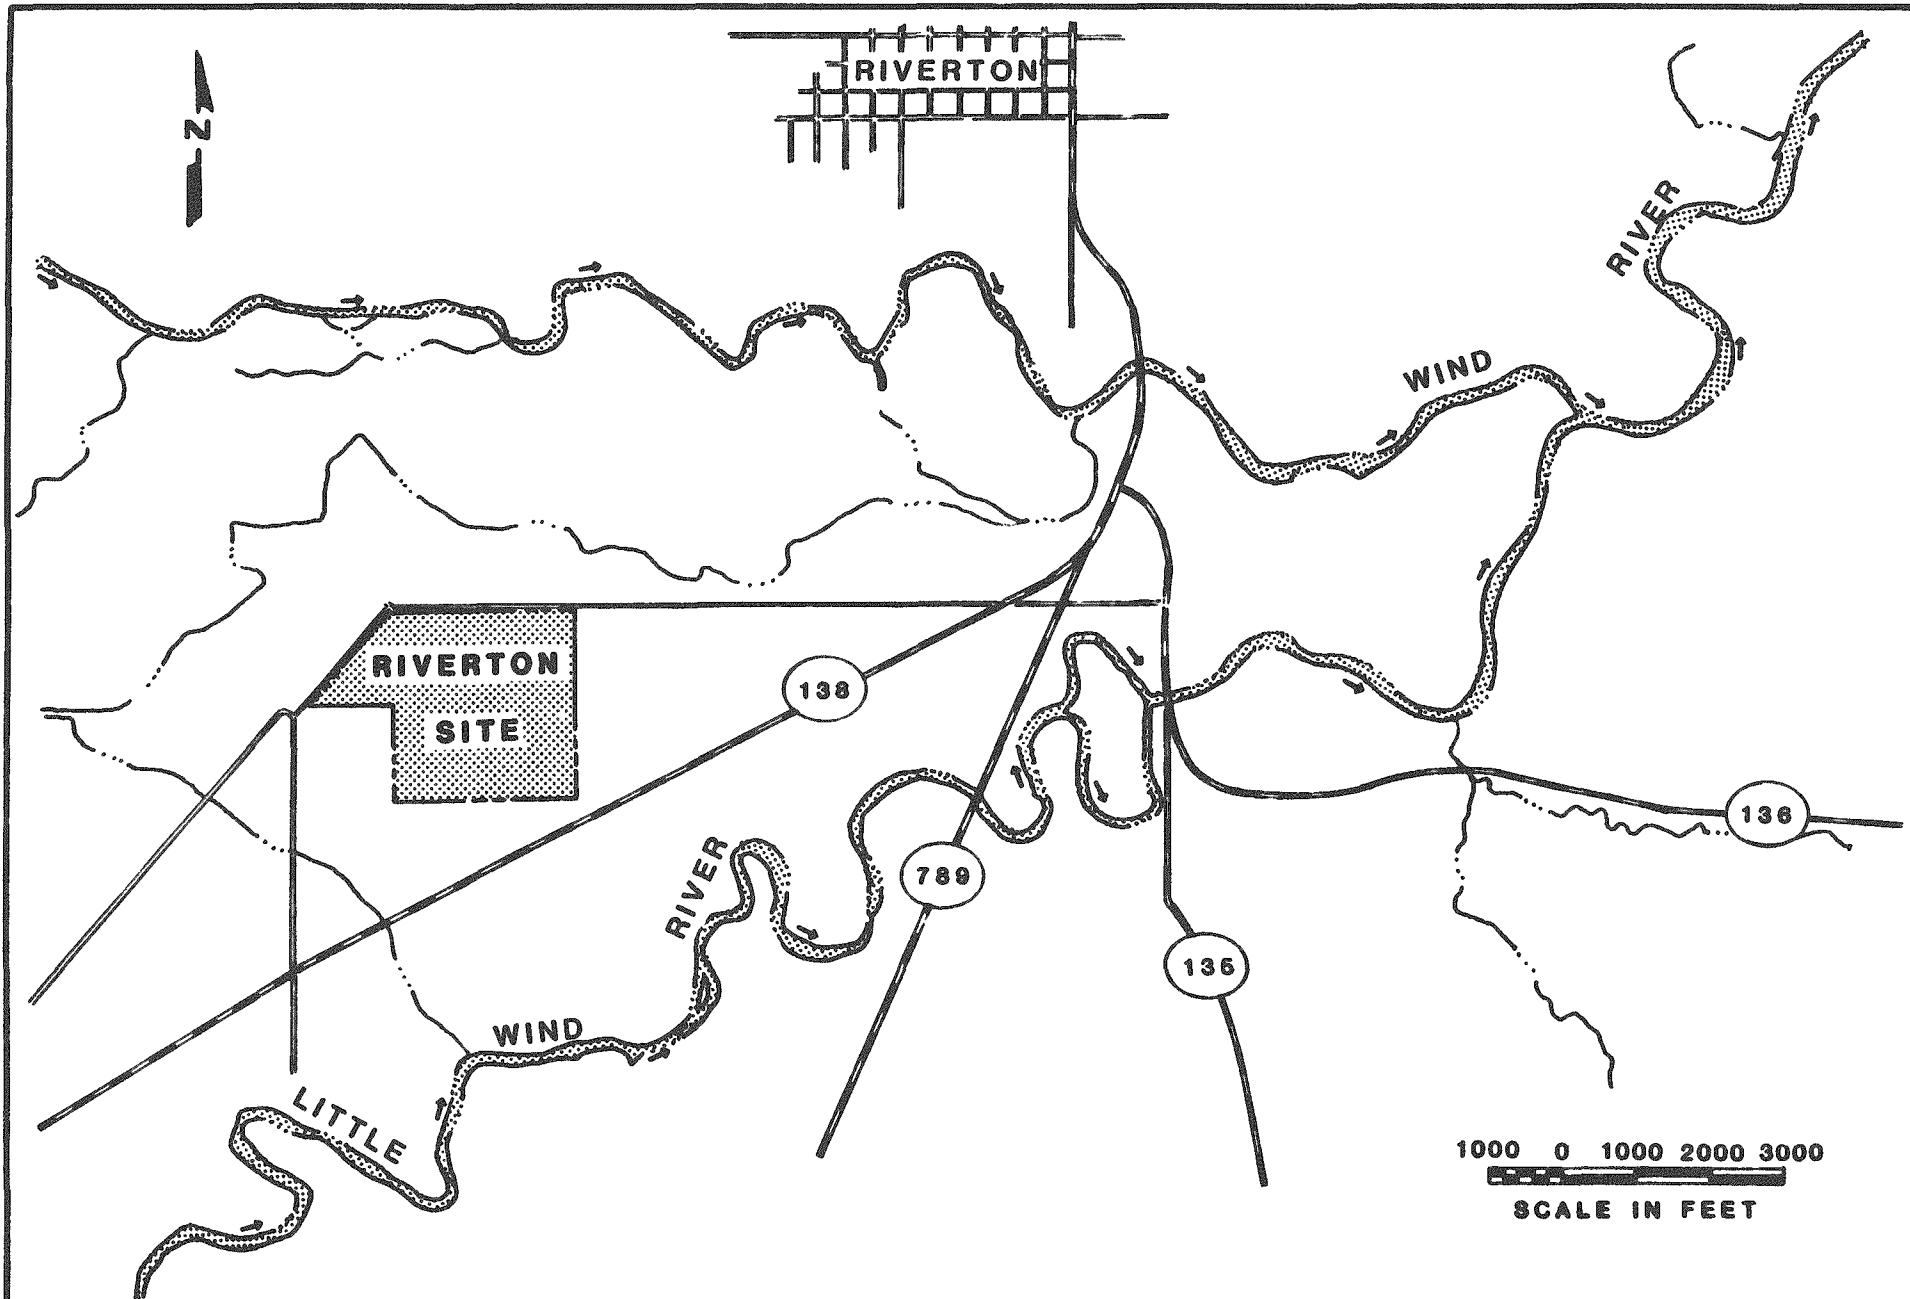 RIVERTON
N
RIVER
WIND
RIVERTON
SITE
138
136
RIVER
789
135
WIND
LITTLE
1000 0 1000 2000 3000
SCALE IN FEET